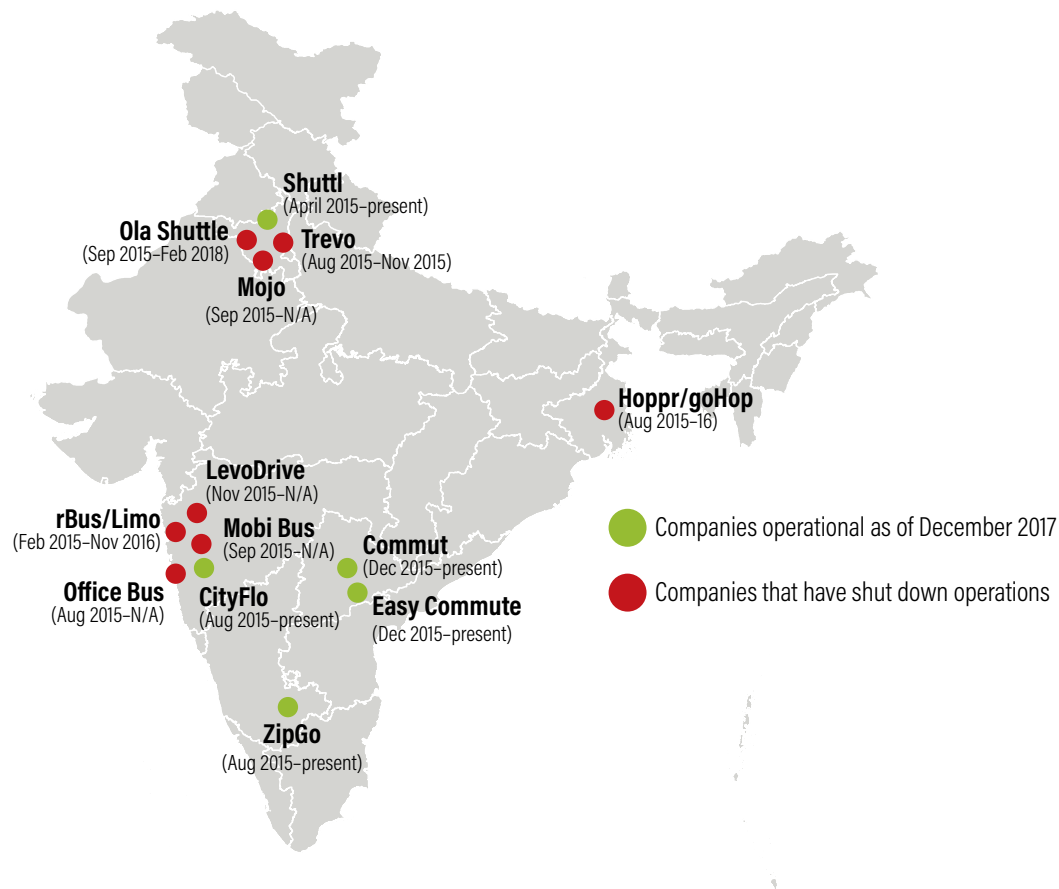 Shuttl
(April 2015–present)
Ola Shuttle
(Sep 2015–Feb 2018)
Trevo
(Aug 2015–Nov 2015)
Mojo
(Sep 2015–N/A)
Hoppr/goHop
(Aug 2015–16)
LevoDrive
(Nov 2015–N/A)
rBus/Limo
(Feb 2015–Nov 2016)
Mobi Bus
(Sep 2015–N/A)
Commut
(Dec 2015–present)
Office Bus
(Aug 2015–N/A)
CityFlo
(Aug 2015–present)
Easy Commute
(Dec 2015–present)
ZipGo
(Aug 2015–present)
Companies operational as of December 2017
Companies that have shut down operations